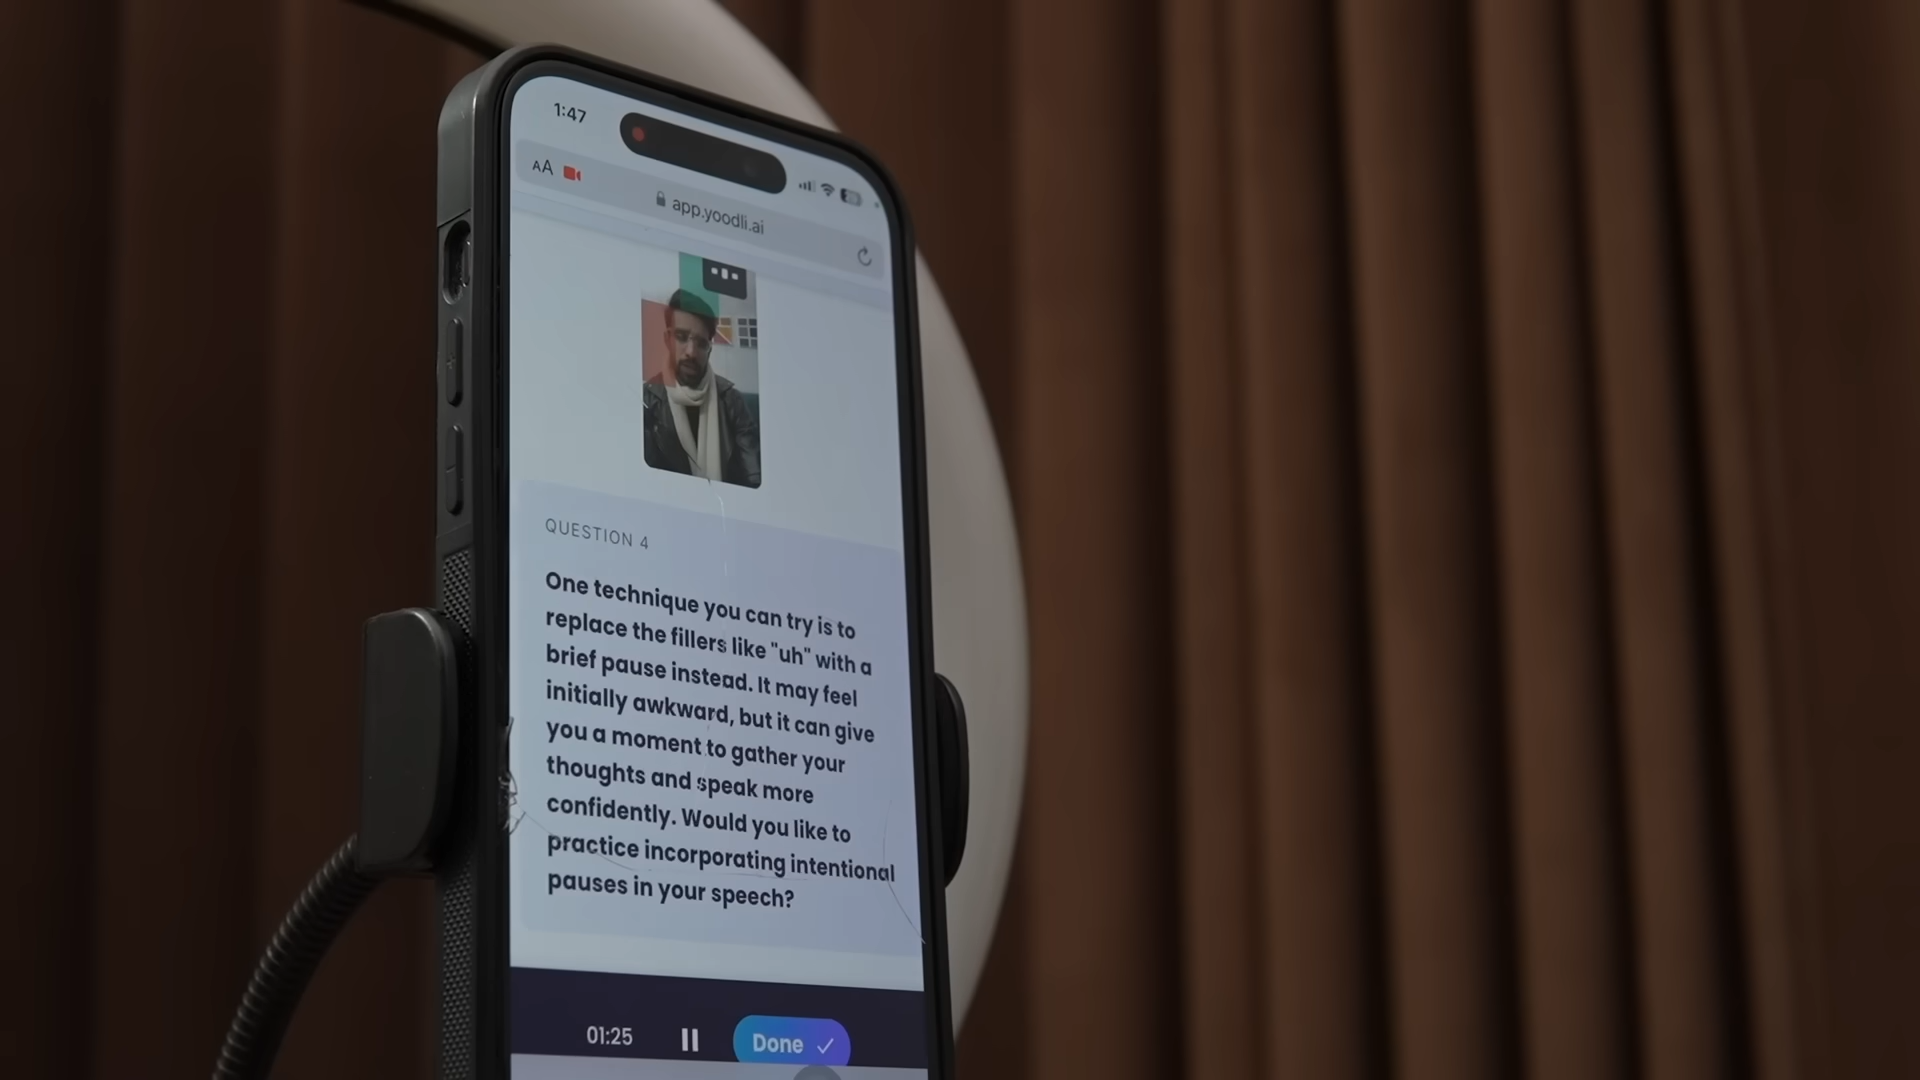 1:47
AA
app.yoodli.ai
QUESTION 4
One technique you can try is to
replace the fillers like "uh" with a
brief pause instead. It may feel
initially awkward, but it can give
you a moment to gather your
thoughts and speak more
confidently. Would you like to
practice incorporating intentional
pauses in your speech?
01:25
Done